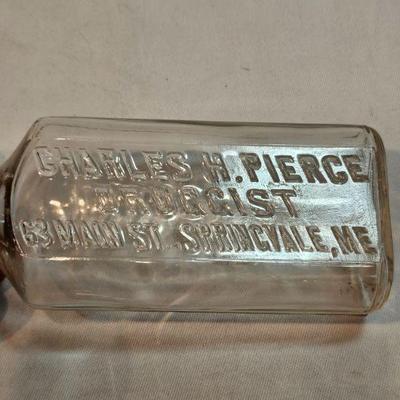 CHARLES H. PIERCE
DRUGGIST
63 MAIN ST. SPRINGVALE, ME